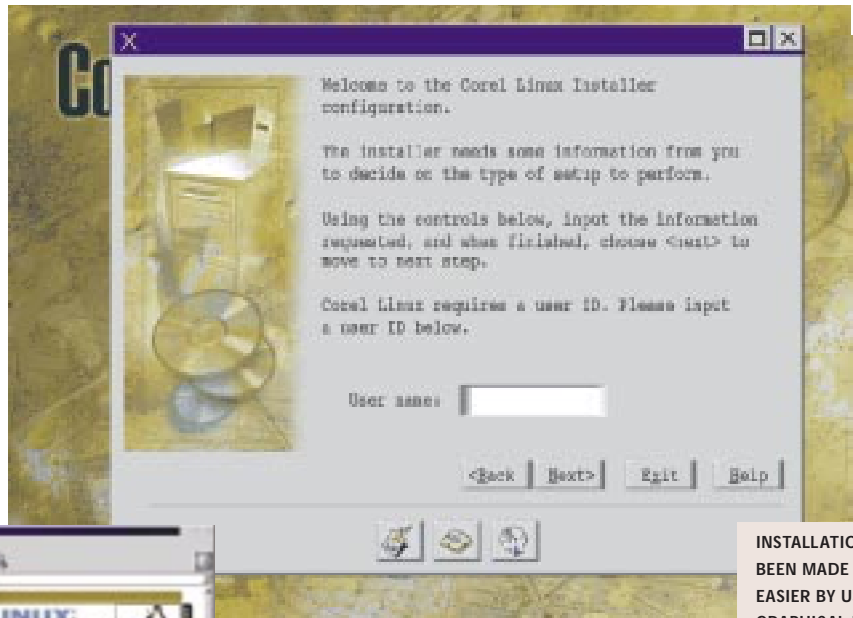 Co
X
Welcome to the Corel Linux Installer
configuration.
The installer needs some information from you
to decide on the type of setup to perform.
Using the controls below, input the information
requested, and when finished, choose <next> to
move to next step.
Corel Linux requires a user ID. Please input
a user ID below.
User name:
<Back Next> Exit Help
INSTALLATIO
BEEN MADE
EASIER BY U
LINUX